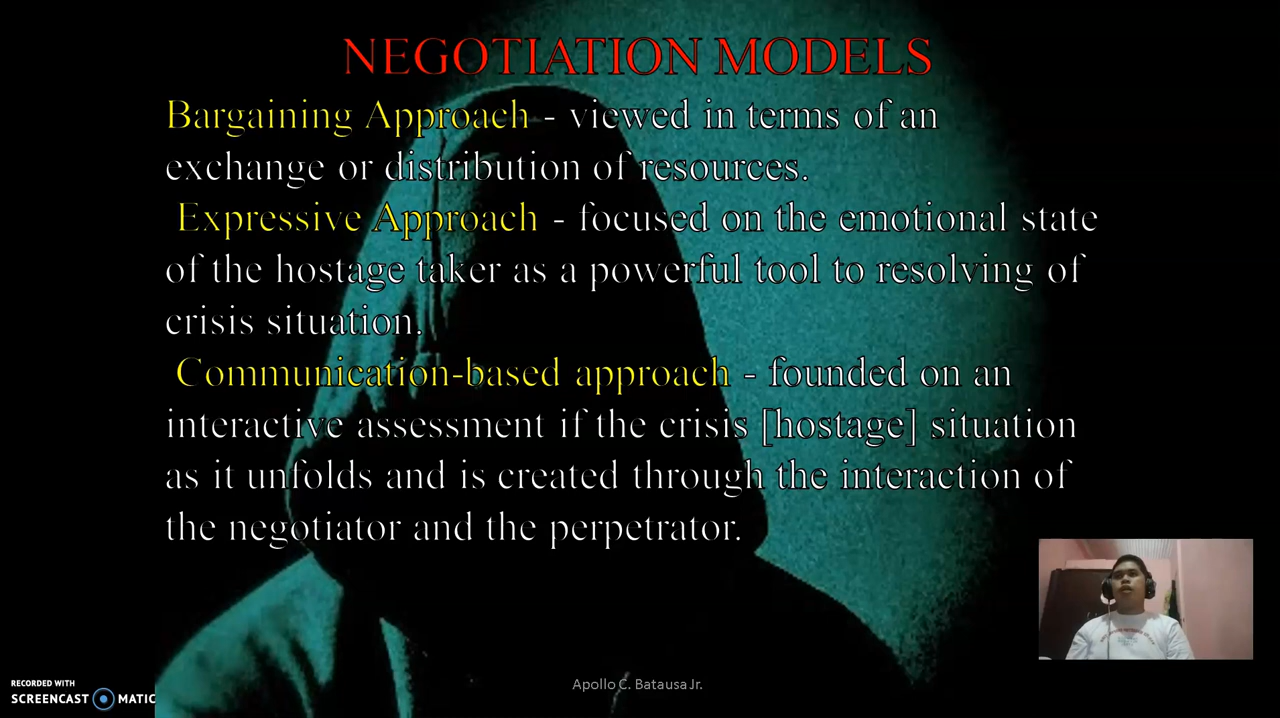 NEGOTIATION MODELS
Bargaining Approach - viewed in terms of an
exchange or distribution of resources.
Expressive Approach - focused on the emotional state
of the hostage taker as a powerful tool to resolving of
crisis situation.
Communication-based approach - founded on an
interactive assessment if the crisis [hostage] situation
as it unfolds and is created through the interaction of
the negotiator and the perpetrator.
RECORDED WITH
SCREENCAST MATIC
Apollo C. Batausa Jr.